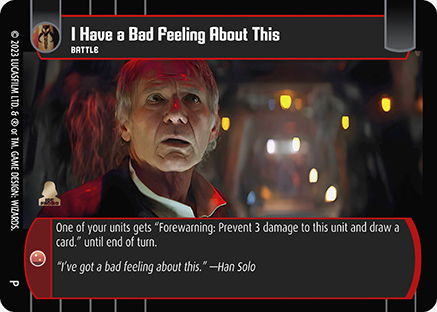 I Have a Bad Feeling About This
BATTLE
© 2023 LUCASFILM LTD. & ® or TM. GAME DESIGN: WIZARDS.
One of your units gets “Forewarning: Prevent 3 damage to this unit and draw a
card.” until end of turn.
“I’ve got a bad feeling about this.” —Han Solo
P